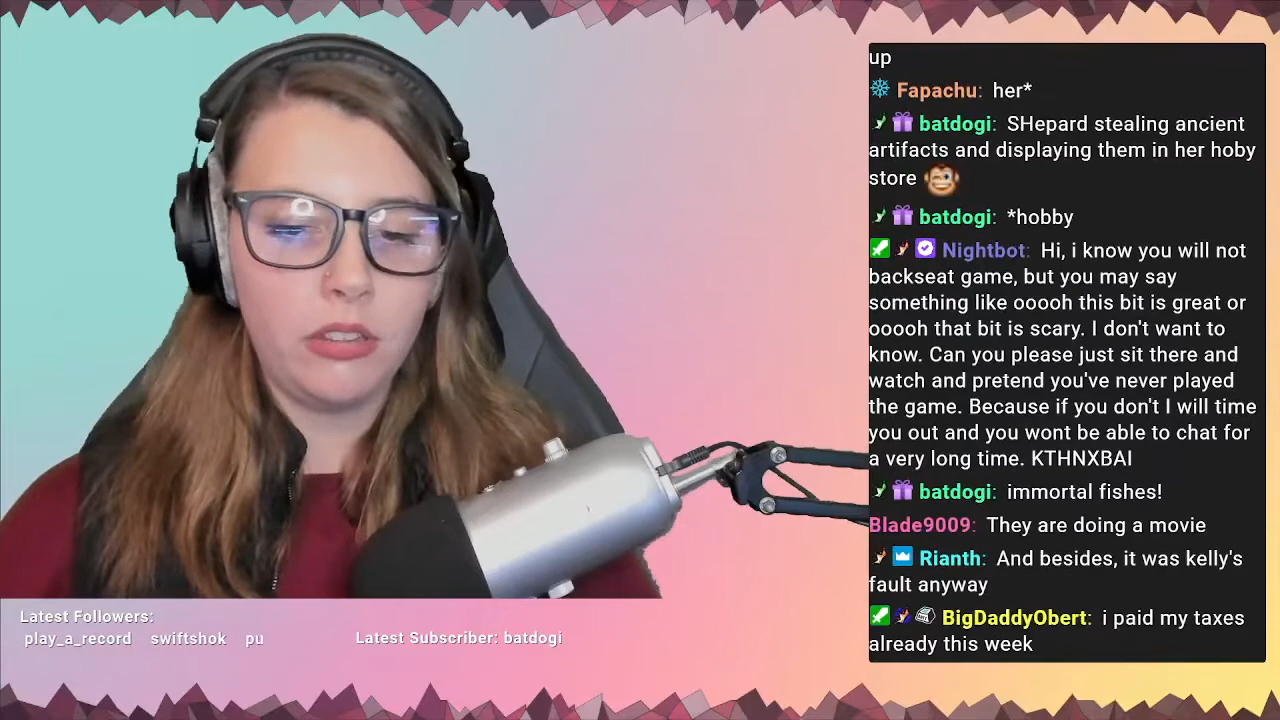 up
Fapachu: her*
batdogi: SHepard stealing ancient
artifacts and displaying them in her hoby
store
batdogi: *hobby
Nightbot: Hi, i know you will not
backseat game, but you may say
something like ooooh this bit is great or
ooooh that bit is scary. I don't want to
know. Can you please just sit there and
watch and pretend you've never played
the game. Because if you don't I will time
you out and you wont be able to chat for
a very long time. KTHNXBAI
batdogi: immortal fishes!
Blade9009: They are doing a movie
Rianth: And besides, it was kelly's
fault anyway
BigDaddyObert: i paid my taxes
already this week
Latest Followers:
play_a_record swiftshok pu
Latest Subscriber: batdogi